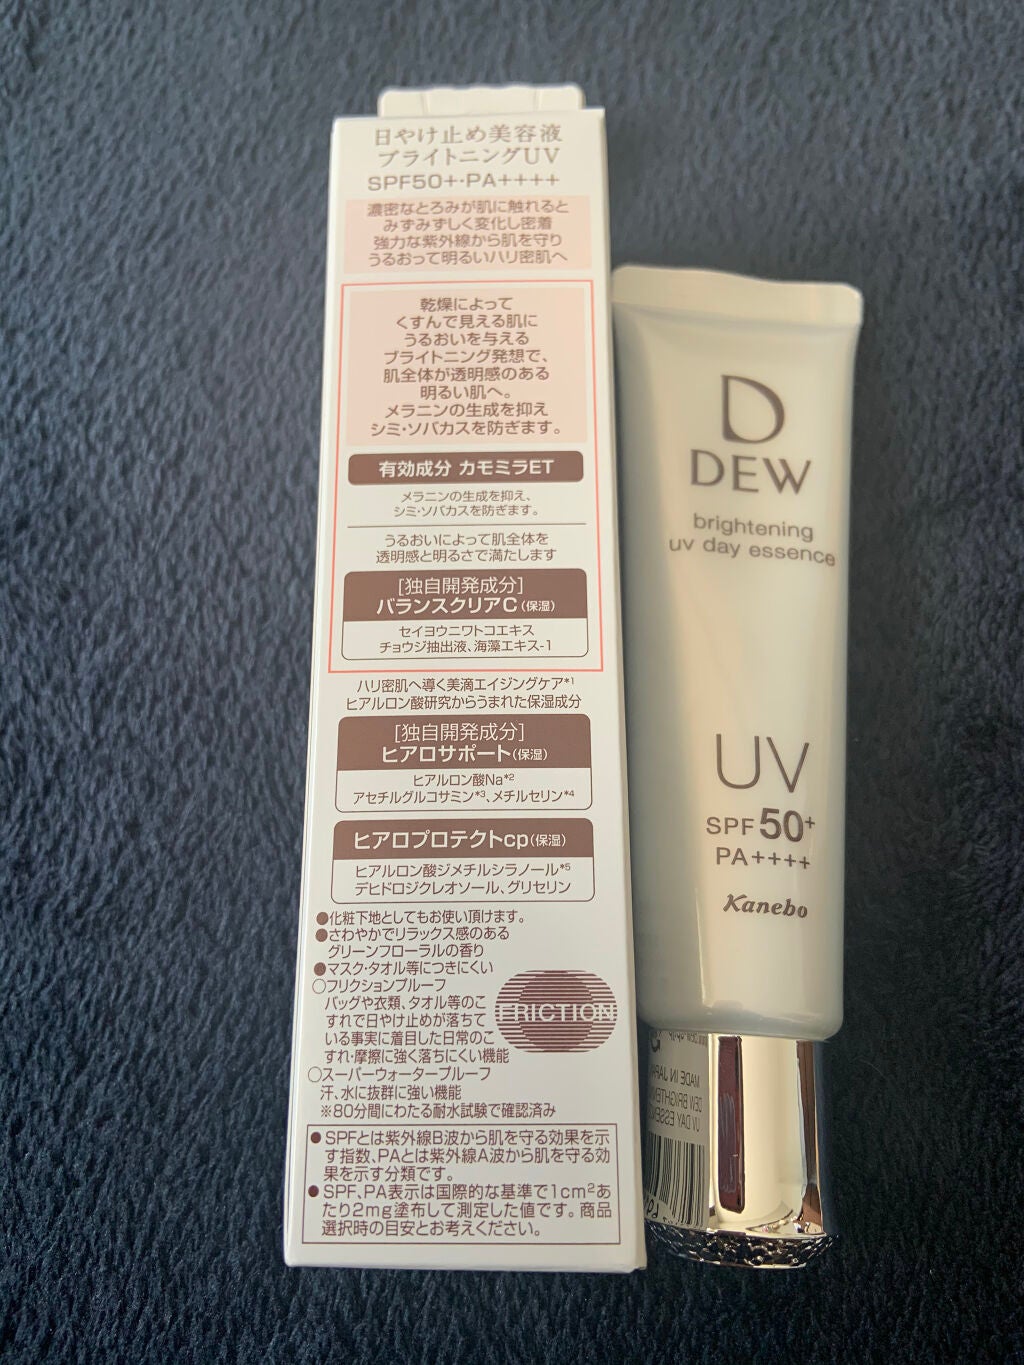 日やけ止め美容液
ブライトニングUV
SPF50+・PA++++
濃密なとろみが肌に触れると
みずみずしく変化し密着
強力な紫外線から肌を守り
うるおって明るいハリ密肌へ
乾燥によって
くすんで見える肌に
うるおいを与える
ブライトニング発想で、
肌全体が透明感のある
明るい肌へ。
メラニンの生成を抑え
シミ・ソバカスを防ぎます。
有効成分 カモミラET
メラニンの生成を抑え、
シミ・ソバカスを防ぎます。
うるおいによって肌全体を
透明感と明るさで満たします
[独自開発成分]
バランスクリアC(保湿)
セイヨウニワトコエキス
チョウジ抽出液、海藻エキス-1
ハリ密肌へ導く美滴エイジングケア*1
ヒアルロン酸研究からうまれた保湿成分
[独自開発成分]
ヒアロサポート(保湿)
ヒアルロン酸Na*2
アセチルグルコサミン*3、メチルセリン*4
ヒアロプロテクトcp(保湿)
ヒアルロン酸ジメチルシラノール*5
デヒドロジクレオソール、グリセリン
●化粧下地としてもお使い頂けます。
●さわやかでリラックス感のある
グリーンフローラルの香り
●マスク・タオル等につきにくい
○フリクションプルーフ
バッグや衣類、タオル等のこ
すれで日やけ止めが落ちて
いる事実に着目した日常のこ
すれ・摩擦に強く落ちにくい機能
FRICTION
○スーパーウォータープルーフ
汗、水に抜群に強い機能
※80分間にわたる耐水試験で確認済み
●SPFとは紫外線B波から肌を守る効果を示
す指数、PAとは紫外線A波から肌を守る効
果を示す分類です。
●SPF、PA表示は国際的な基準で1cm²あ
たり2mg塗布して測定した値です。商品
選択時の目安とお考えください。
D
DEW
brightening
uv day essence
UV
SPF 50+
PA++++
Kanebo
MADE IN JAPA
DEW BRIGHTEN
UV DAY ESSENC